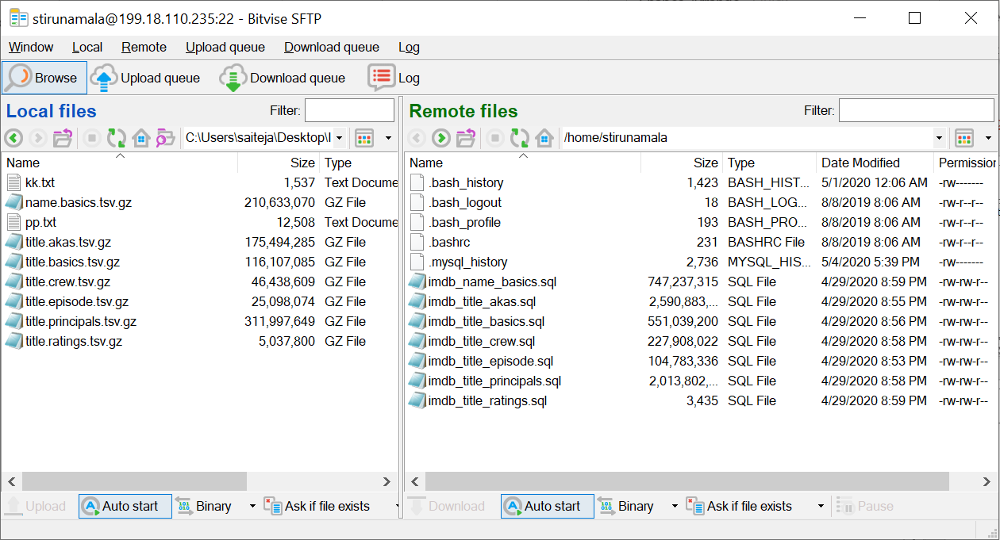 stirunamala@199.18.110.235:22 - Bitvise SFTP
Window Local Remote Upload queue Download queue Log
Browse Upload queue Download queue Log
Local files Filter:
C:\Users\saiteja\Desktop\I
Name Size Type
kk.txt 1,537 Text Docume
name.basics.tsv.gz 210,633,070 GZ File
pp.txt 12,508 Text Docume
title.akas.tsv.gz 175,494,285 GZ File
title.basics.tsv.gz 116,107,085 GZ File
title.crew.tsv.gz 46,438,609 GZ File
title.episode.tsv.gz 25,098,074 GZ File
title.principals.tsv.gz 311,997,649 GZ File
title.ratings.tsv.gz 5,037,800 GZ File
Upload Auto start Binary Ask if file exists
Remote files Filter:
/home/stirunamala
Name Size Type Date Modified Permission
.bash_history 1,423 BASH_HIST... 5/1/2020 12:06 AM -rw-------
.bash_logout 18 BASH_LOG... 8/8/2019 8:06 AM -rw-r--r--
.bash_profile 193 BASH_PRO... 8/8/2019 8:06 AM -rw-r--r--
.bashrc 231 BASHRC File 8/8/2019 8:06 AM -rw-r--r--
.mysql_history 2,736 MYSQL_HIS... 5/4/2020 5:39 PM -rw-------
imdb_name_basics.sql 747,237,315 SQL File 4/29/2020 8:59 PM -rw-rw-r--
imdb_title_akas.sql 2,590,883,... SQL File 4/29/2020 8:55 PM -rw-rw-r--
imdb_title_basics.sql 551,039,200 SQL File 4/29/2020 8:56 PM -rw-rw-r--
imdb_title_crew.sql 227,908,022 SQL File 4/29/2020 8:58 PM -rw-rw-r--
imdb_title_episode.sql 104,783,336 SQL File 4/29/2020 8:53 PM -rw-rw-r--
imdb_title_principals.sql 2,013,802,... SQL File 4/29/2020 8:58 PM -rw-rw-r--
imdb_title_ratings.sql 3,435 SQL File 4/29/2020 8:59 PM -rw-rw-r--
Download Auto start Binary Ask if file exists Pause